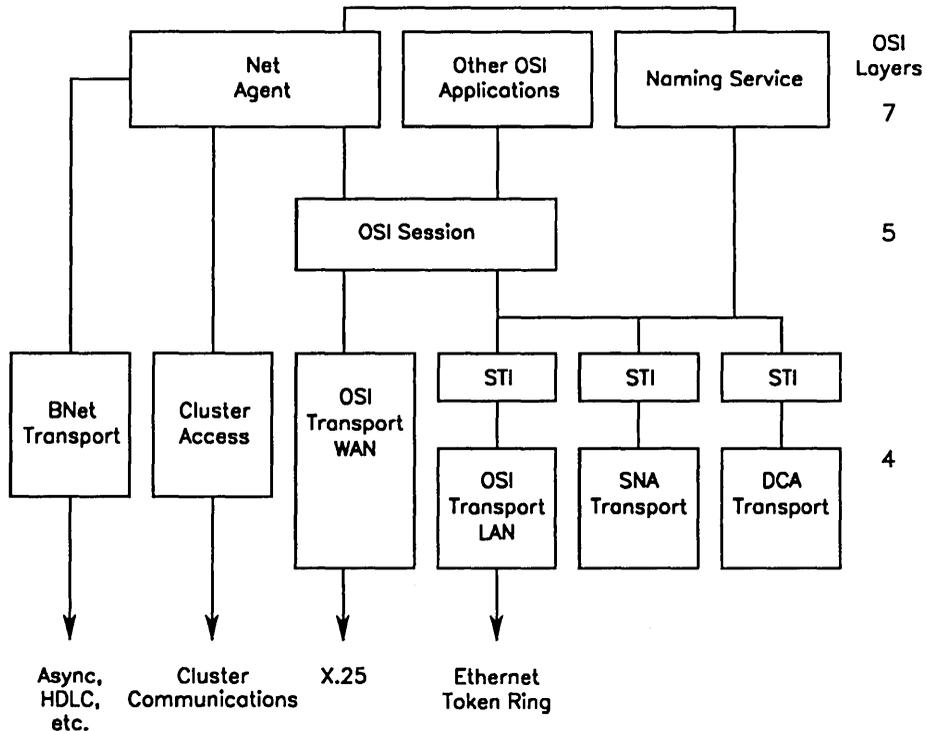 Net
Agent
Other OSI
Applications
Naming Service
OSI
Layers
7
OSI Session
5
BNet
Transport
Cluster
Access
OSI
Transport
WAN
STI
STI
STI
OSI
Transport
LAN
SNA
Transport
DCA
Transport
4
Async,
HDLC,
etc.
Cluster
Communications
X.25
Ethernet
Token Ring